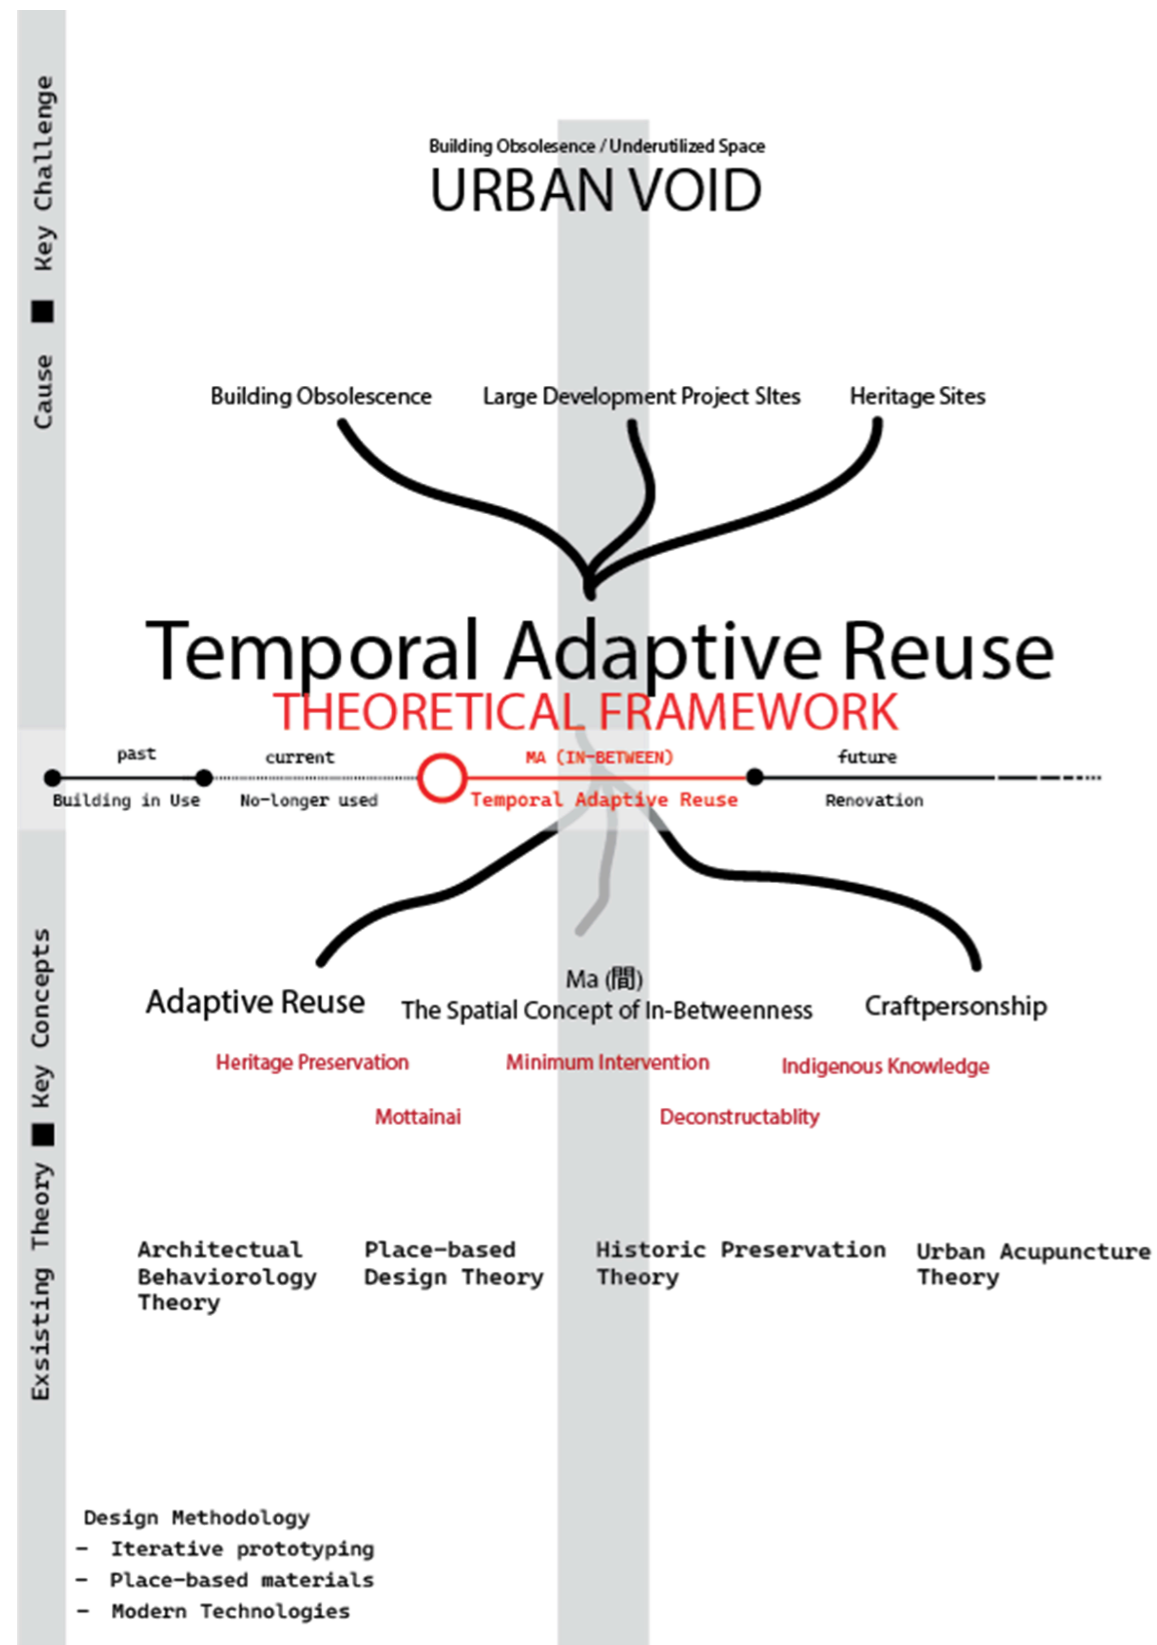 Key Challenge
Cause
Building Obsolesence / Underutilized Space
URBAN VOID
Building Obsolescence
Large Development Project SItes
Heritage Sites
Temporal Adaptive Reuse
THEORETICAL FRAMEWORK
past
current
MA (IN-BETWEEN)
future
Building in Use
No-longer used
Temporal Adaptive Reuse
Renovation
Key Concepts
Exsisting Theory
Adaptive Reuse
Ma (間)
The Spatial Concept of In-Betweenness
Craftpersonship
Heritage Preservation
Minimum Intervention
Indigenous Knowledge
Mottainai
Deconstructablity
Architectual
Behaviorology
Theory
Place-based
Design Theory
Historic Preservation
Theory
Urban Acupuncture
Theory
Design Methodology
- Iterative prototyping
- Place-based materials
- Modern Technologies